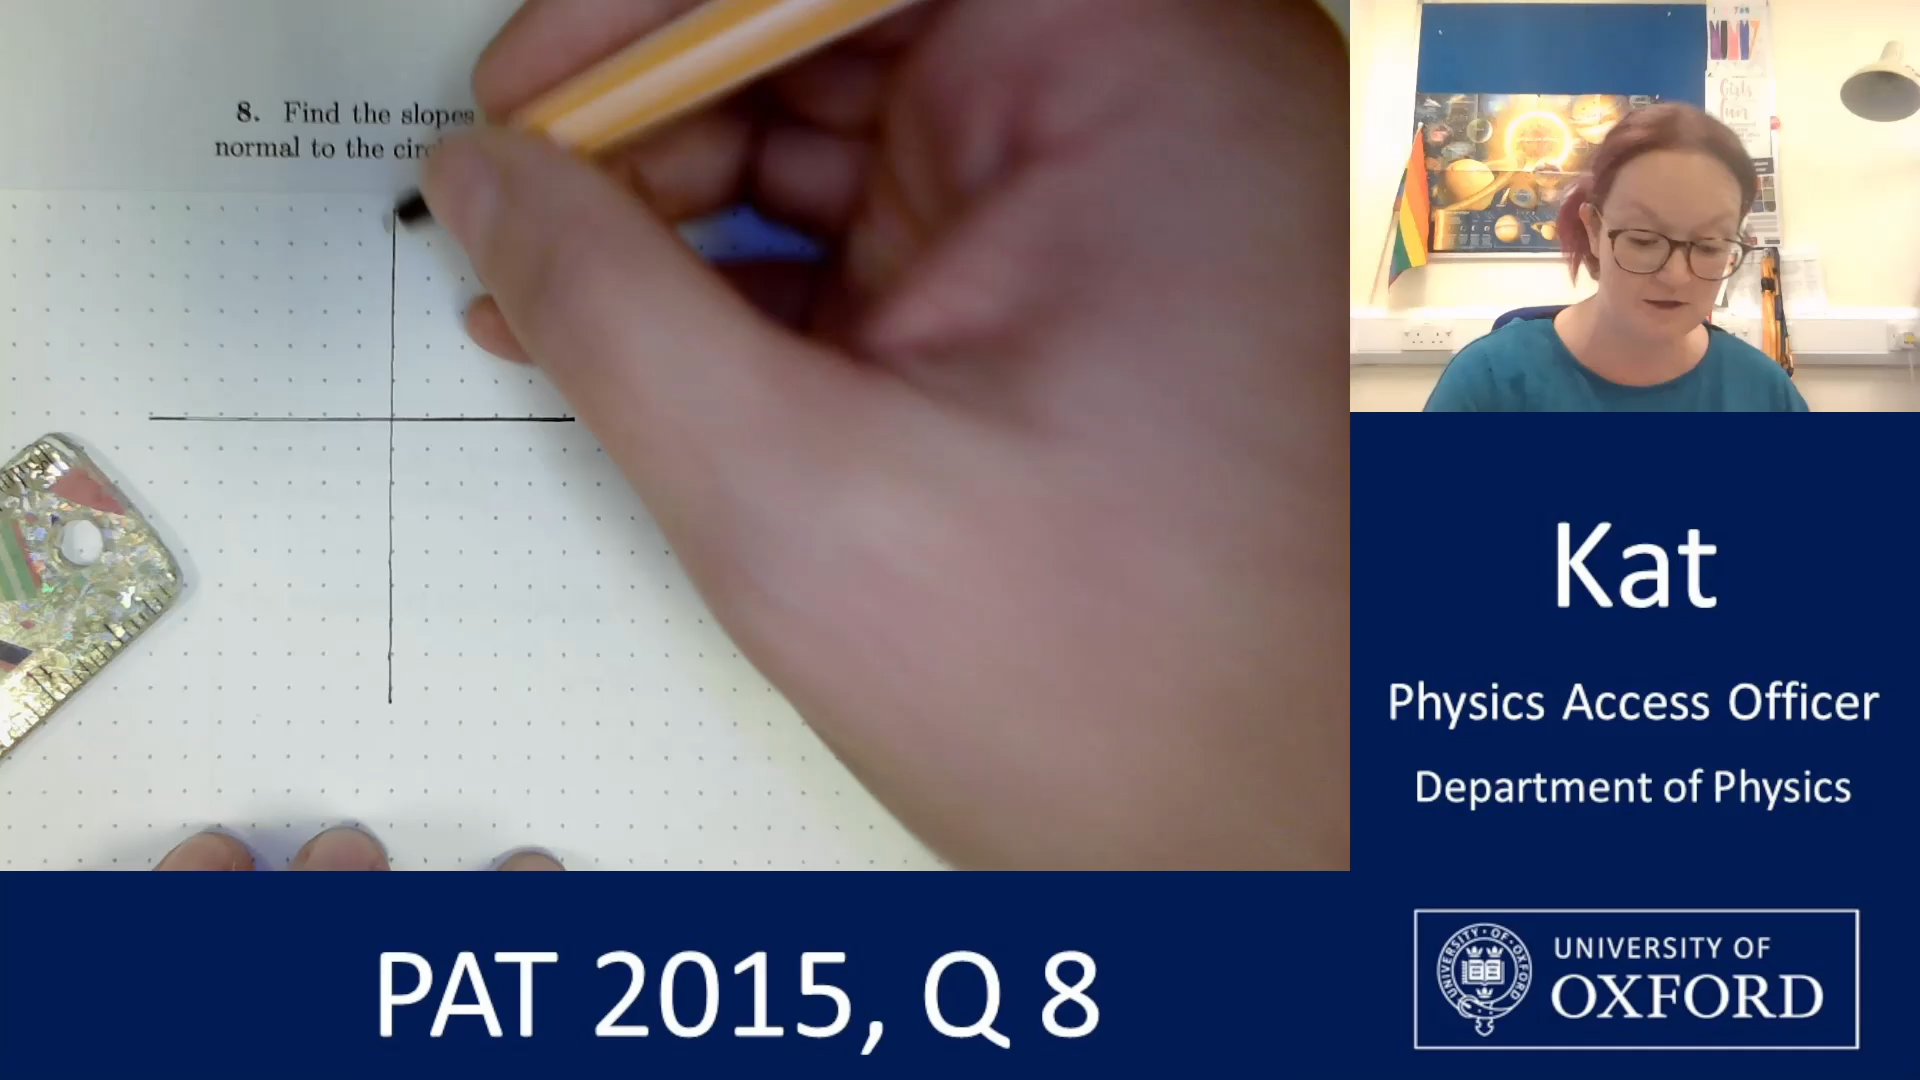 8. Find the slopes
normal to the
Kat
Physics Access Officer
Department of Physics
PAT 2015, Q 8
UNIVERSITY OF
OXFORD